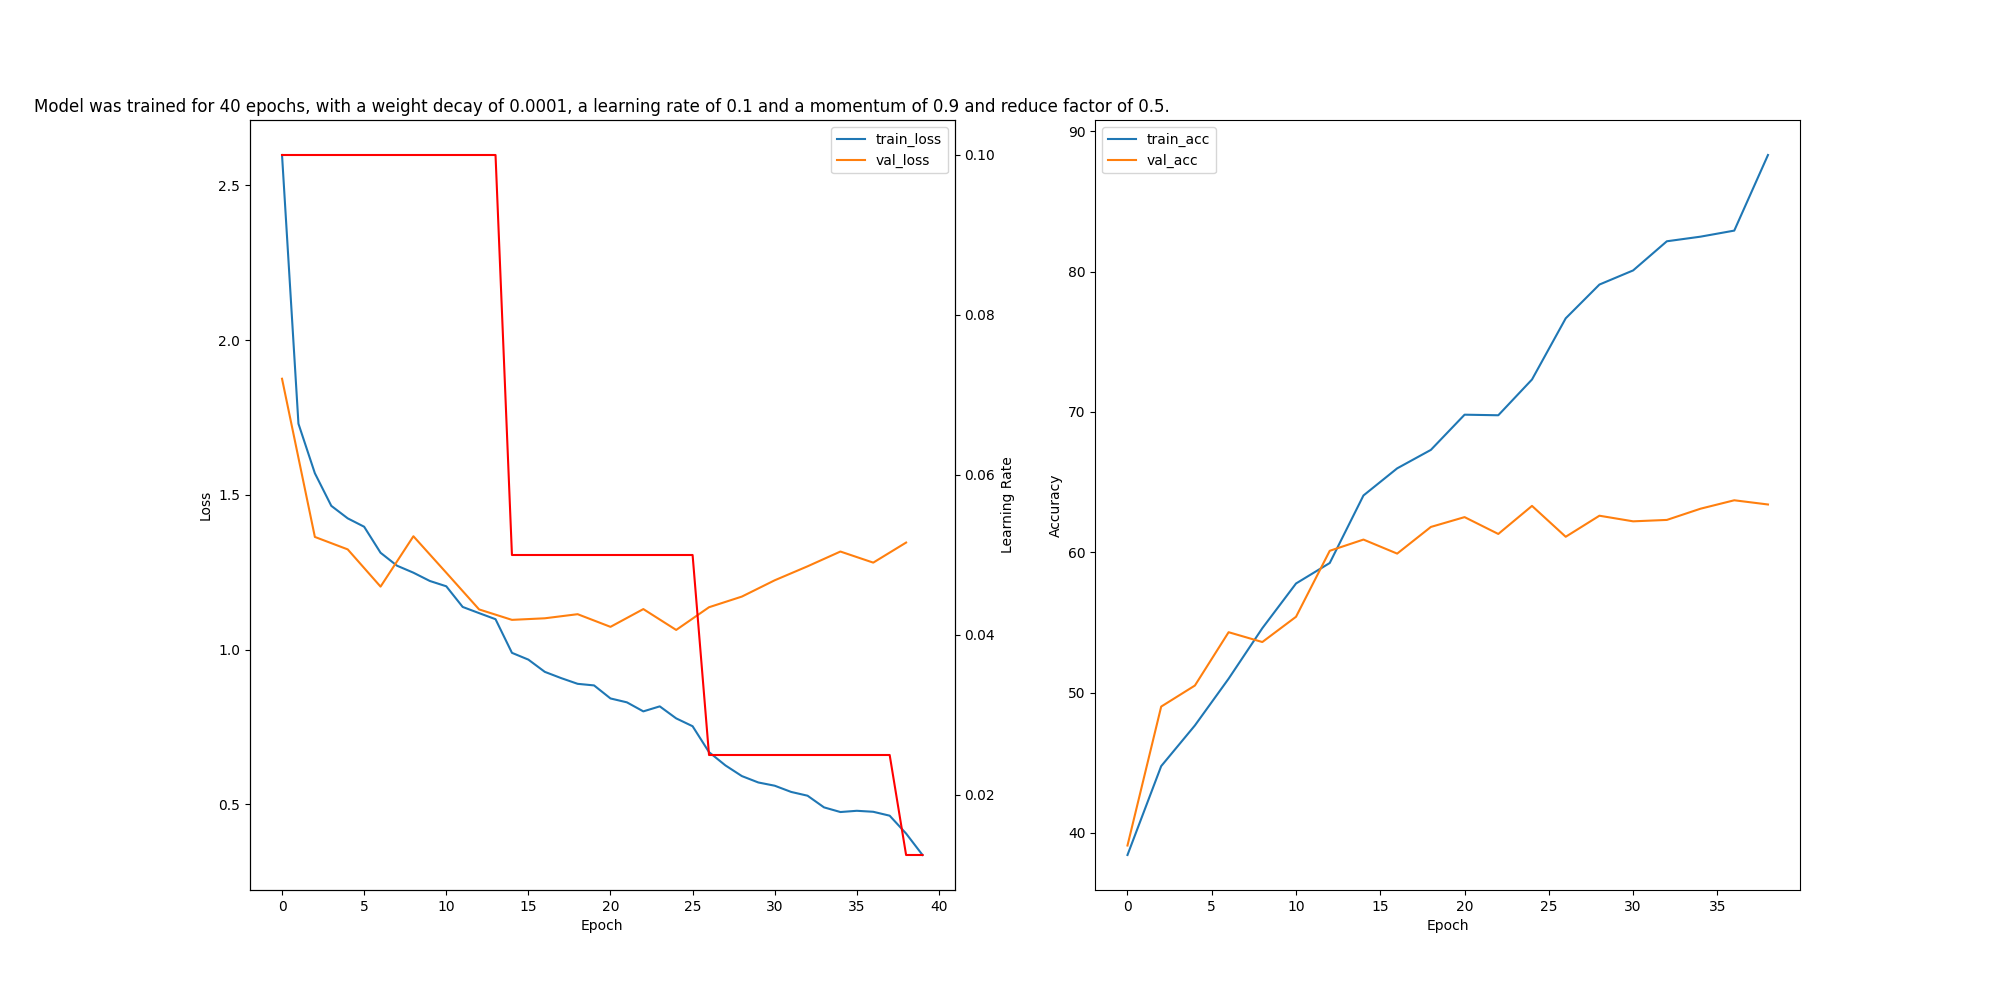 Model was trained for 40 epochs, with a weight decay of 0.0001, a learning rate of 0.1 and a momentum of 0.9 and reduce factor of 0.5.
train_loss
val_loss
2.5
2.0
1.5
1.0
0.5
Loss
0.10
0.08
0.06
0.04
0.02
Learning Rate
0 5 10 15 20 25 30 35 40
Epoch
train_acc
val_acc
90
80
70
60
50
40
Accuracy
0 5 10 15 20 25 30 35
Epoch